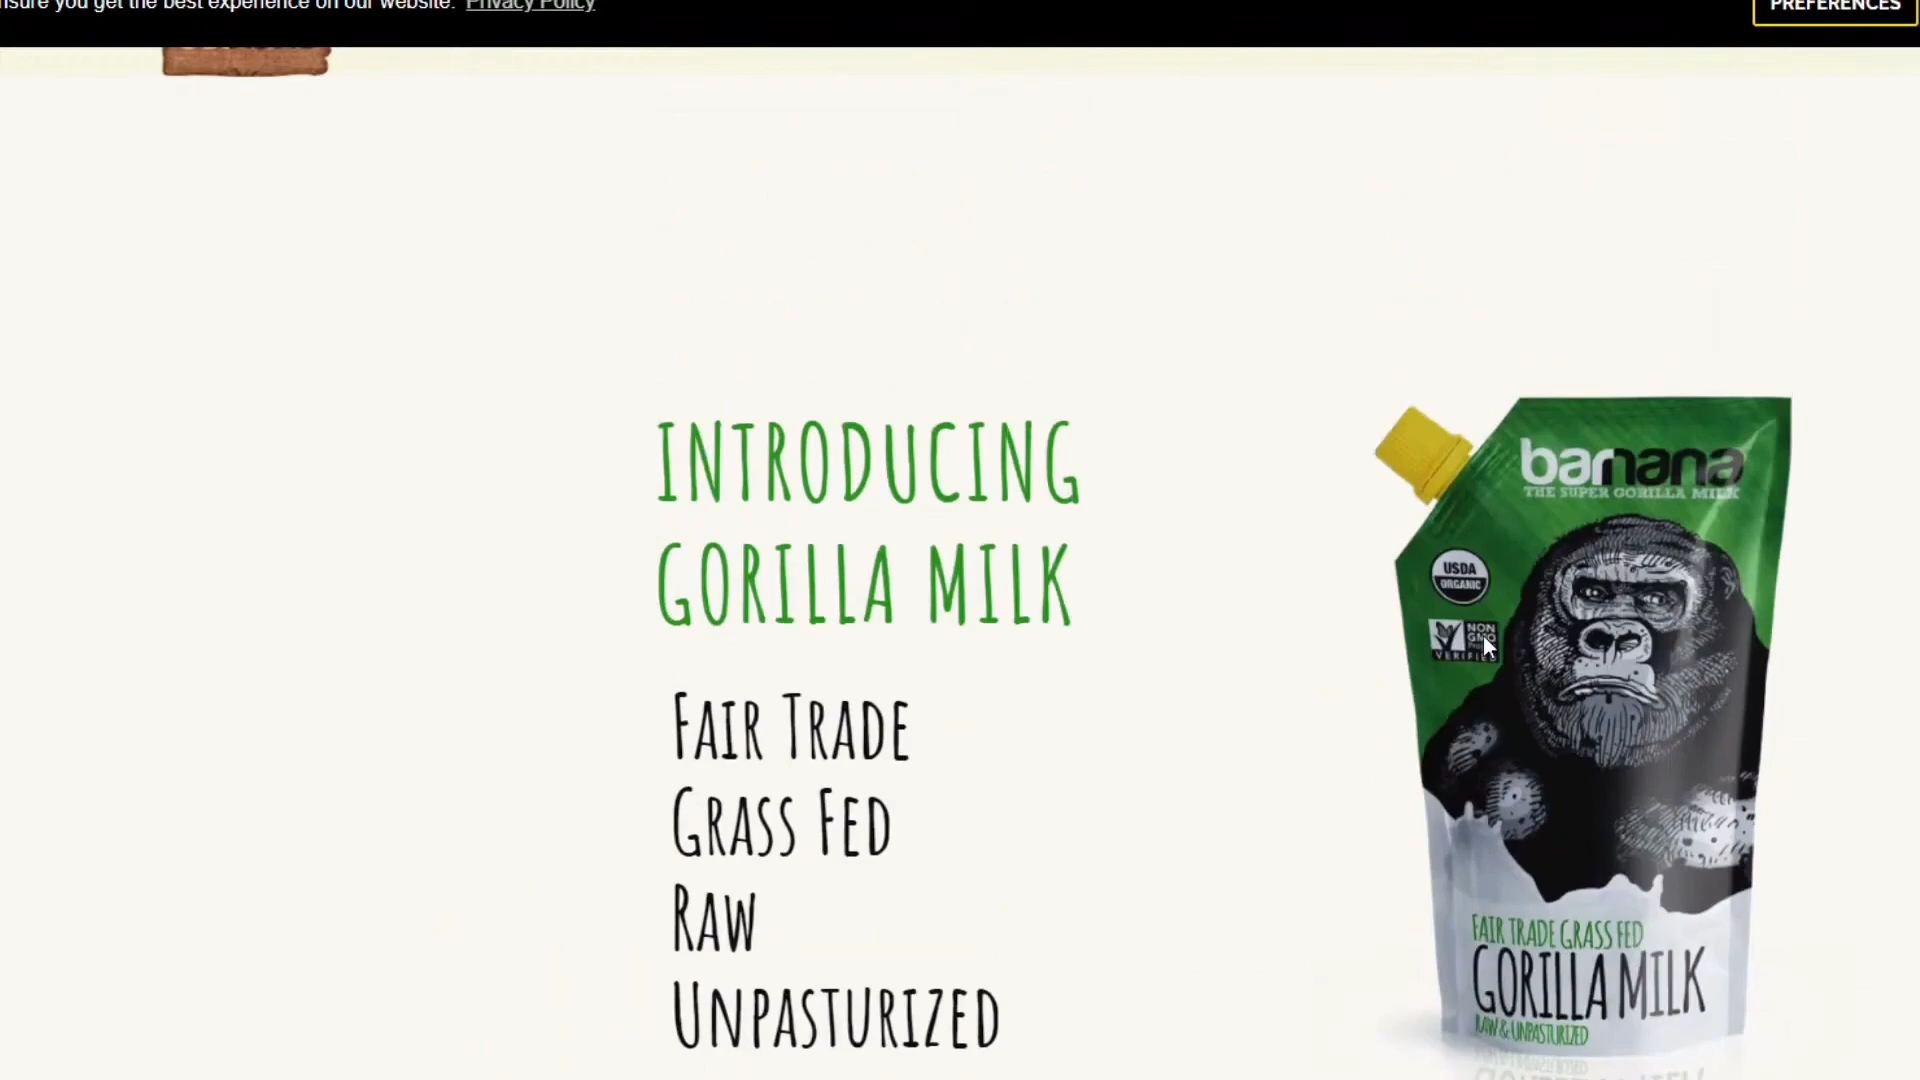 nsure you get the best experience on our website. Privacy Policy
PREFERENCES
INTRODUCING
GORILLA MILK
FAIR TRADE
GRASS FED
RAW
UNPASTURIZED
barnana
THE SUPER GORILLA MILK
USDA
ORGANIC
NON
GMO
VERIFIED
FAIR TRADE GRASS FED
GORILLA MILK
RAW & UNPASTURIZED